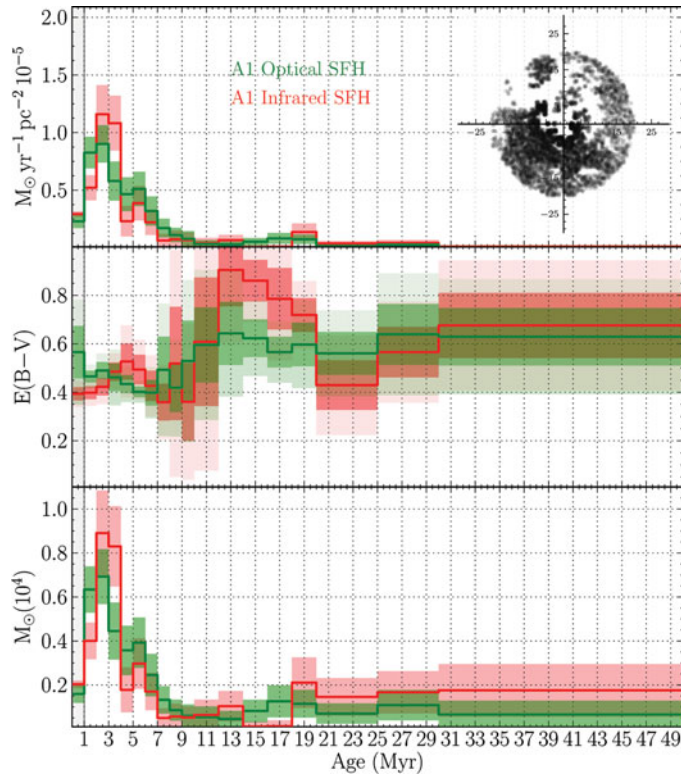 2.0
1.5
1.0
0.5
M⊙ yr−1 pc−2 10−5
A1 Optical SFH
A1 Infrared SFH
25
−25
25
−25
0.8
0.6
0.4
0.2
E(B−V)
1.0
0.8
0.6
0.4
0.2
M⊙(10^4)
1 3 5 7 9 11 13 15 17 19 21 23 25 27 29 31 33 35 37 39 41 43 45 47 49
Age (Myr)